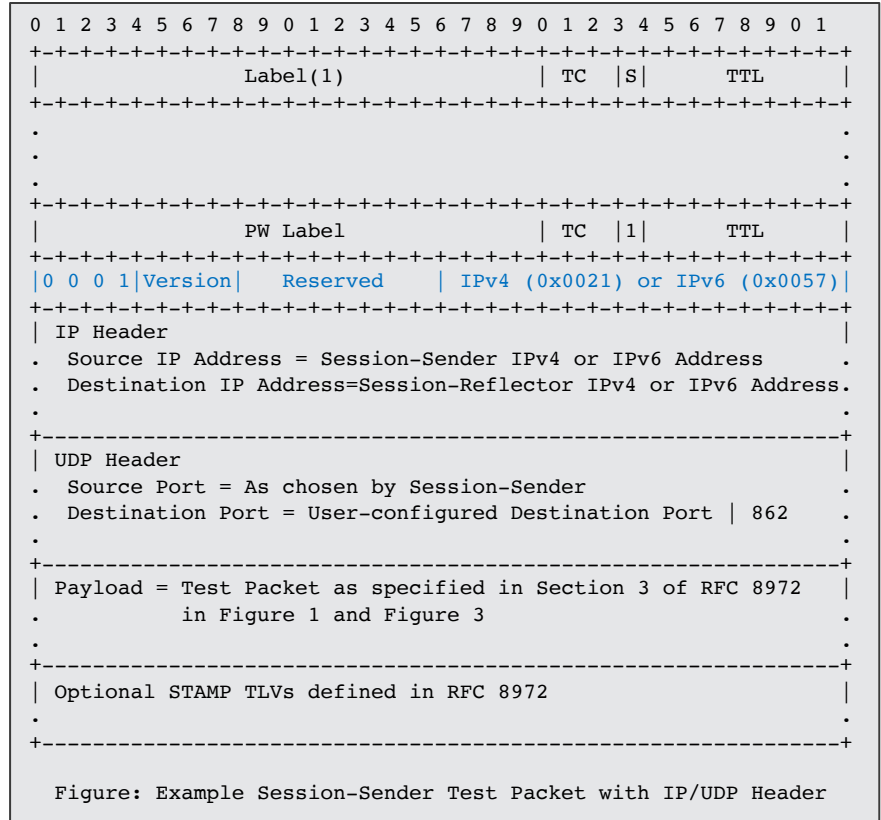 0 1 2 3 4 5 6 7 8 9 0 1 2 3 4 5 6 7 8 9 0 1 2 3 4 5 6 7 8 9 0 1
+-+-+-+-+-+-+-+-+-+-+-+-+-+-+-+-+-+-+-+-+-+-+-+-+-+-+-+-+-+-+-+-+
|                Label(1)               | TC  |S|      TTL      |
+-+-+-+-+-+-+-+-+-+-+-+-+-+-+-+-+-+-+-+-+-+-+-+-+-+-+-+-+-+-+-+-+
.                                                               .
.                                                               .
.                                                               .
+-+-+-+-+-+-+-+-+-+-+-+-+-+-+-+-+-+-+-+-+-+-+-+-+-+-+-+-+-+-+-+-+
|                PW Label               | TC  |1|      TTL      |
+-+-+-+-+-+-+-+-+-+-+-+-+-+-+-+-+-+-+-+-+-+-+-+-+-+-+-+-+-+-+-+-+
|0 0 0 1|Version|   Reserved    | IPv4 (0x0021) or IPv6 (0x0057)|
+-+-+-+-+-+-+-+-+-+-+-+-+-+-+-+-+-+-+-+-+-+-+-+-+-+-+-+-+-+-+-+-+
| IP Header                                                     |
.  Source IP Address = Session-Sender IPv4 or IPv6 Address      .
.  Destination IP Address=Session-Reflector IPv4 or IPv6 Address.
.                                                               .
+---------------------------------------------------------------+
| UDP Header                                                    |
.  Source Port = As chosen by Session-Sender                    .
.  Destination Port = User-configured Destination Port | 862    .
.                                                               .
+---------------------------------------------------------------+
| Payload = Test Packet as specified in Section 3 of RFC 8972   |
.           in Figure 1 and Figure 3                            .
.                                                               .
+---------------------------------------------------------------+
| Optional STAMP TLVs defined in RFC 8972                       |
.                                                               .
+---------------------------------------------------------------+
Figure: Example Session-Sender Test Packet with IP/UDP Header